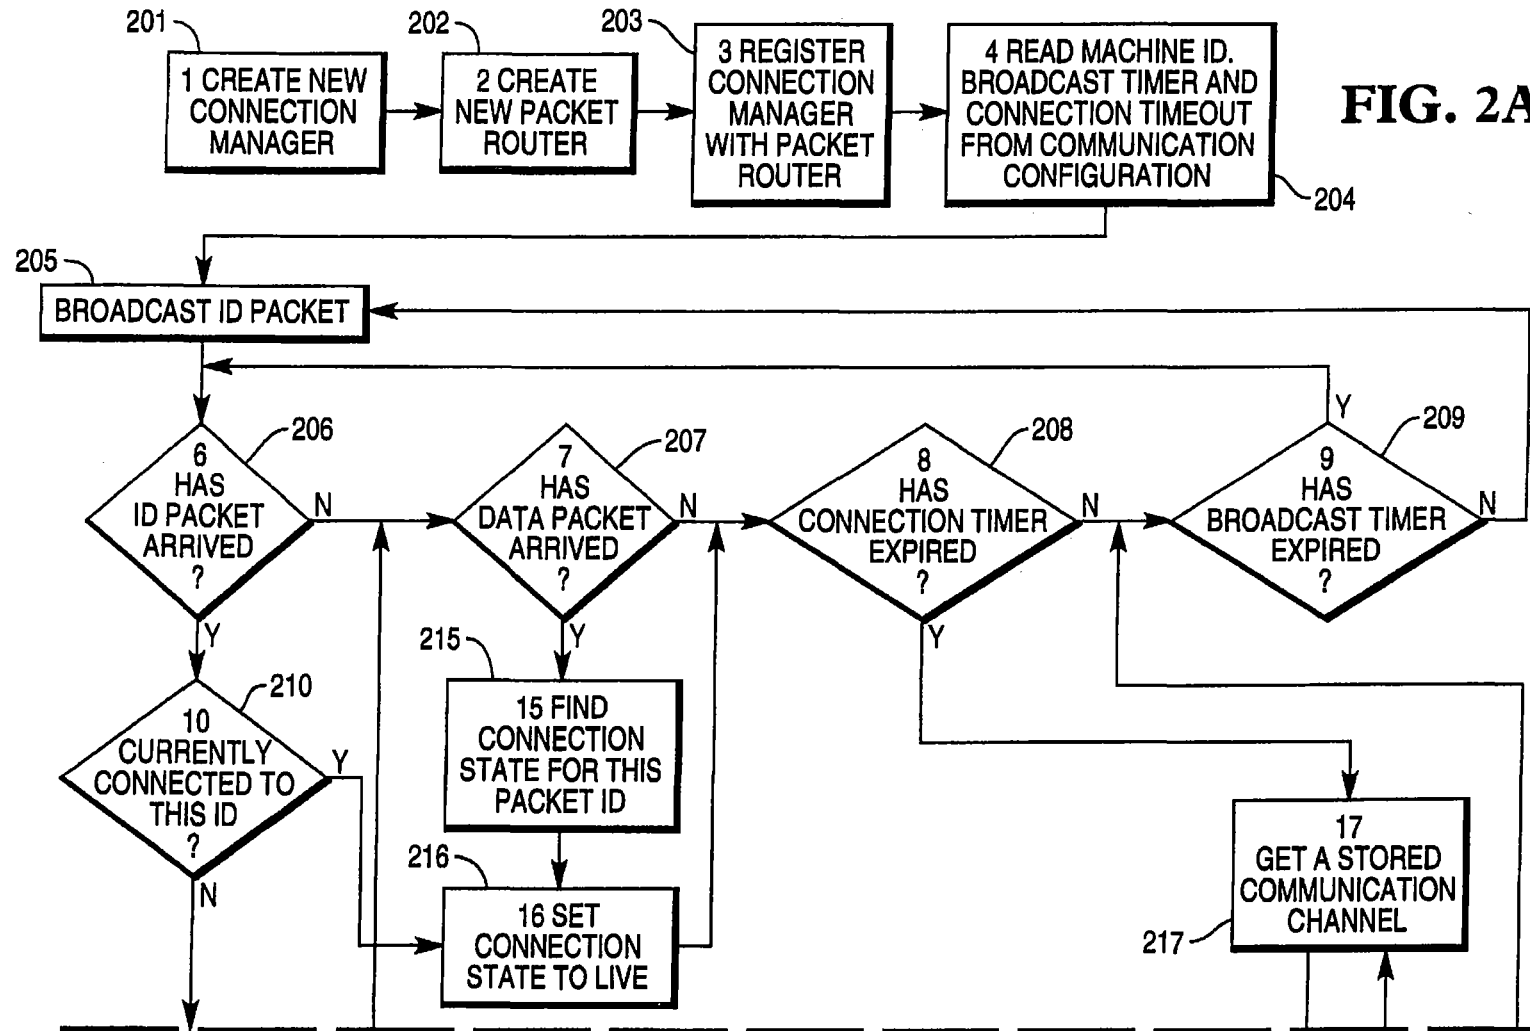 201
1 CREATE NEW
CONNECTION
MANAGER
202
2 CREATE
NEW PACKET
ROUTER
203
3 REGISTER
CONNECTION
MANAGER
WITH PACKET
ROUTER
4 READ MACHINE ID.
BROADCAST TIMER AND
CONNECTION TIMEOUT
FROM COMMUNICATION
CONFIGURATION
204
FIG. 2A
205
BROADCAST ID PACKET
206
6
HAS
ID PACKET
ARRIVED
?
N
Y
207
7
HAS
DATA PACKET
ARRIVED
?
N
Y
208
8
HAS
CONNECTION TIMER
EXPIRED
?
N
Y
209
9
HAS
BROADCAST TIMER
EXPIRED
?
Y
N
210
10
CURRENTLY
CONNECTED TO
THIS ID
?
Y
N
215
15 FIND
CONNECTION
STATE FOR THIS
PACKET ID
216
16 SET
CONNECTION
STATE TO LIVE
17
GET A STORED
COMMUNICATION
CHANNEL
217